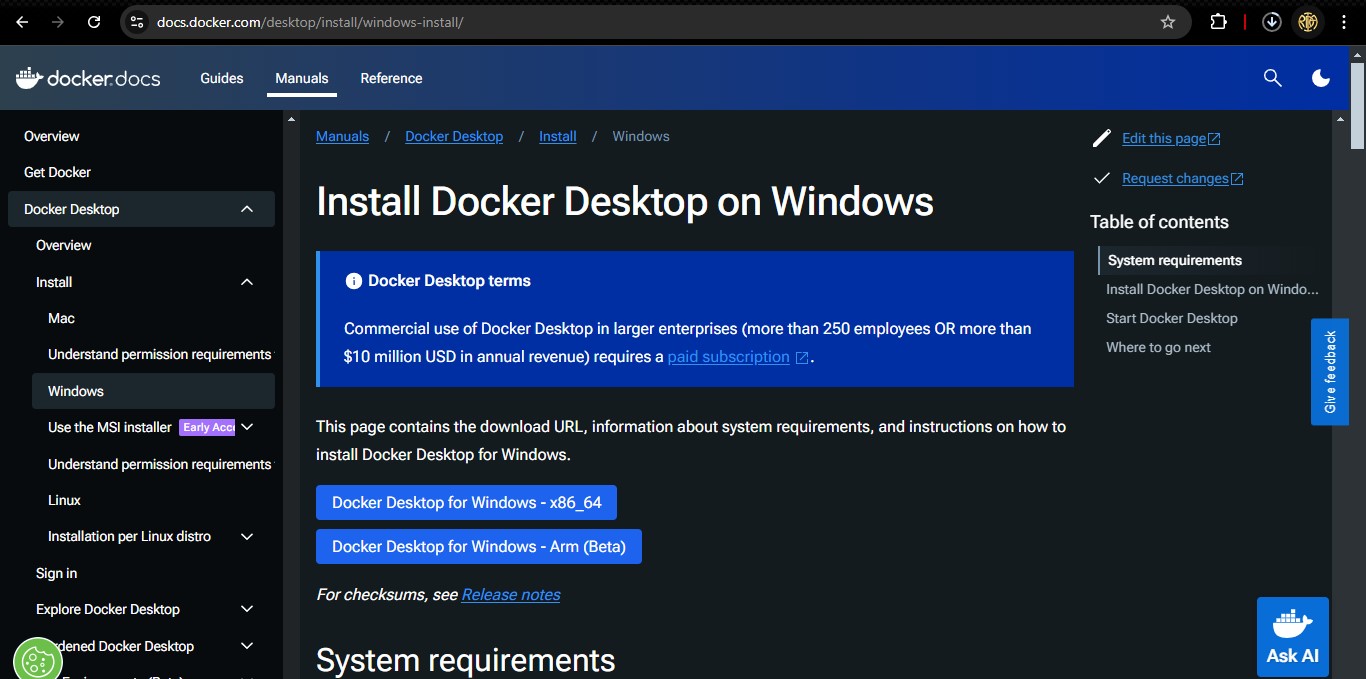 docs.docker.com/desktop/install/windows-install/
docker.docs
Guides
Manuals
Reference
Overview
Get Docker
Docker Desktop
Overview
Install
Mac
Understand permission requirements
Windows
Use the MSI installer Early Acc
Understand permission requirements
Linux
Installation per Linux distro
Sign in
Explore Docker Desktop
rdened Docker Desktop
Manuals / Docker Desktop / Install / Windows
Install Docker Desktop on Windows
Docker Desktop terms
Commercial use of Docker Desktop in larger enterprises (more than 250 employees OR more than
$10 million USD in annual revenue) requires a paid subscription .
This page contains the download URL, information about system requirements, and instructions on how to
install Docker Desktop for Windows.
Docker Desktop for Windows - x86_64
Docker Desktop for Windows - Arm (Beta)
For checksums, see Release notes
System requirements
Edit this page
Request changes
Table of contents
System requirements
Install Docker Desktop on Windo...
Start Docker Desktop
Where to go next
Give feedback
Ask AI